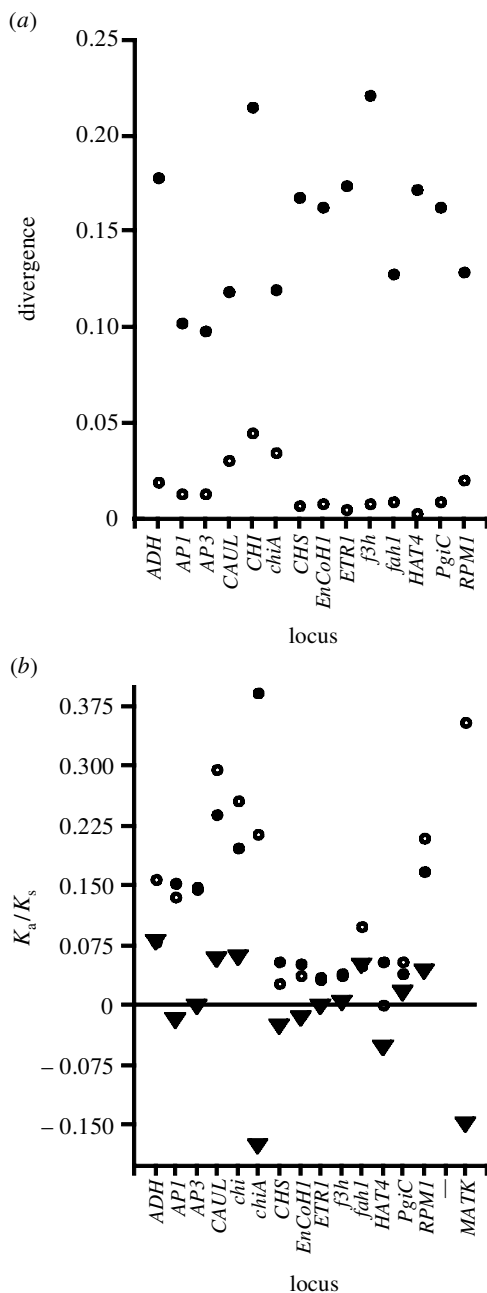 (a)
0.25
0.20
0.15
0.10
0.05
0
divergence
ADH
AP1
AP3
CAUL
CHI
chiA
CHS
EnCoH1
ETR1
f3h
fah1
HAT4
PgiC
RPM1
locus
(b)
0.375
0.300
0.225
0.150
0.075
0
– 0.075
– 0.150
Ka/Ks
ADH
AP1
AP3
CAUL
chi
chiA
CHS
EnCoH1
ETR1
f3h
fah1
HAT4
PgiC
RPM1
—
MATK
locus